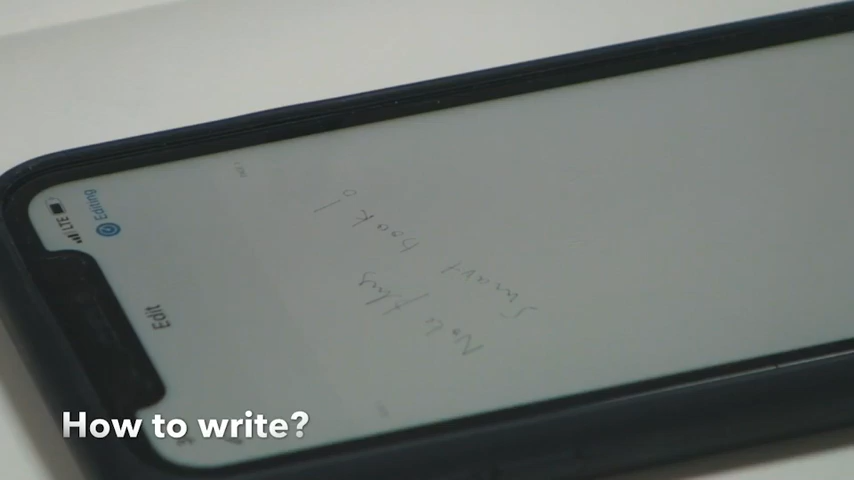 LTE
Editing
Edit
Note plus
Smart
book!
How to write?